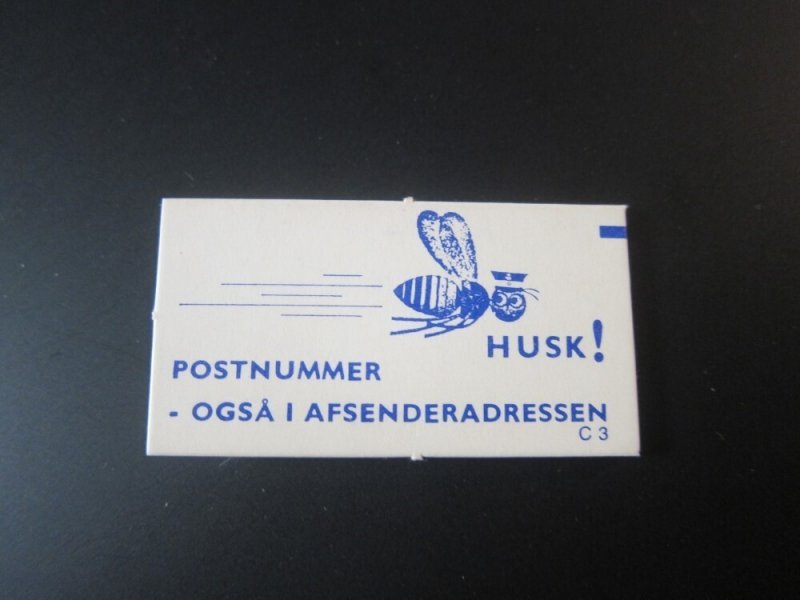 HUSK!
POSTNUMMER
- OGSÅ I AFSENDERADRESSEN
C 3